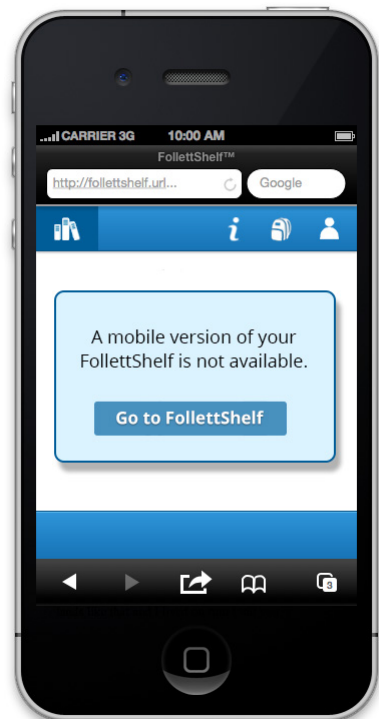 ....ıl CARRIER 3G 10:00 AM
FollettShelf™
http://follettshelf.url... Google
i
A mobile version of your
FollettShelf is not available.
Go to FollettShelf
3